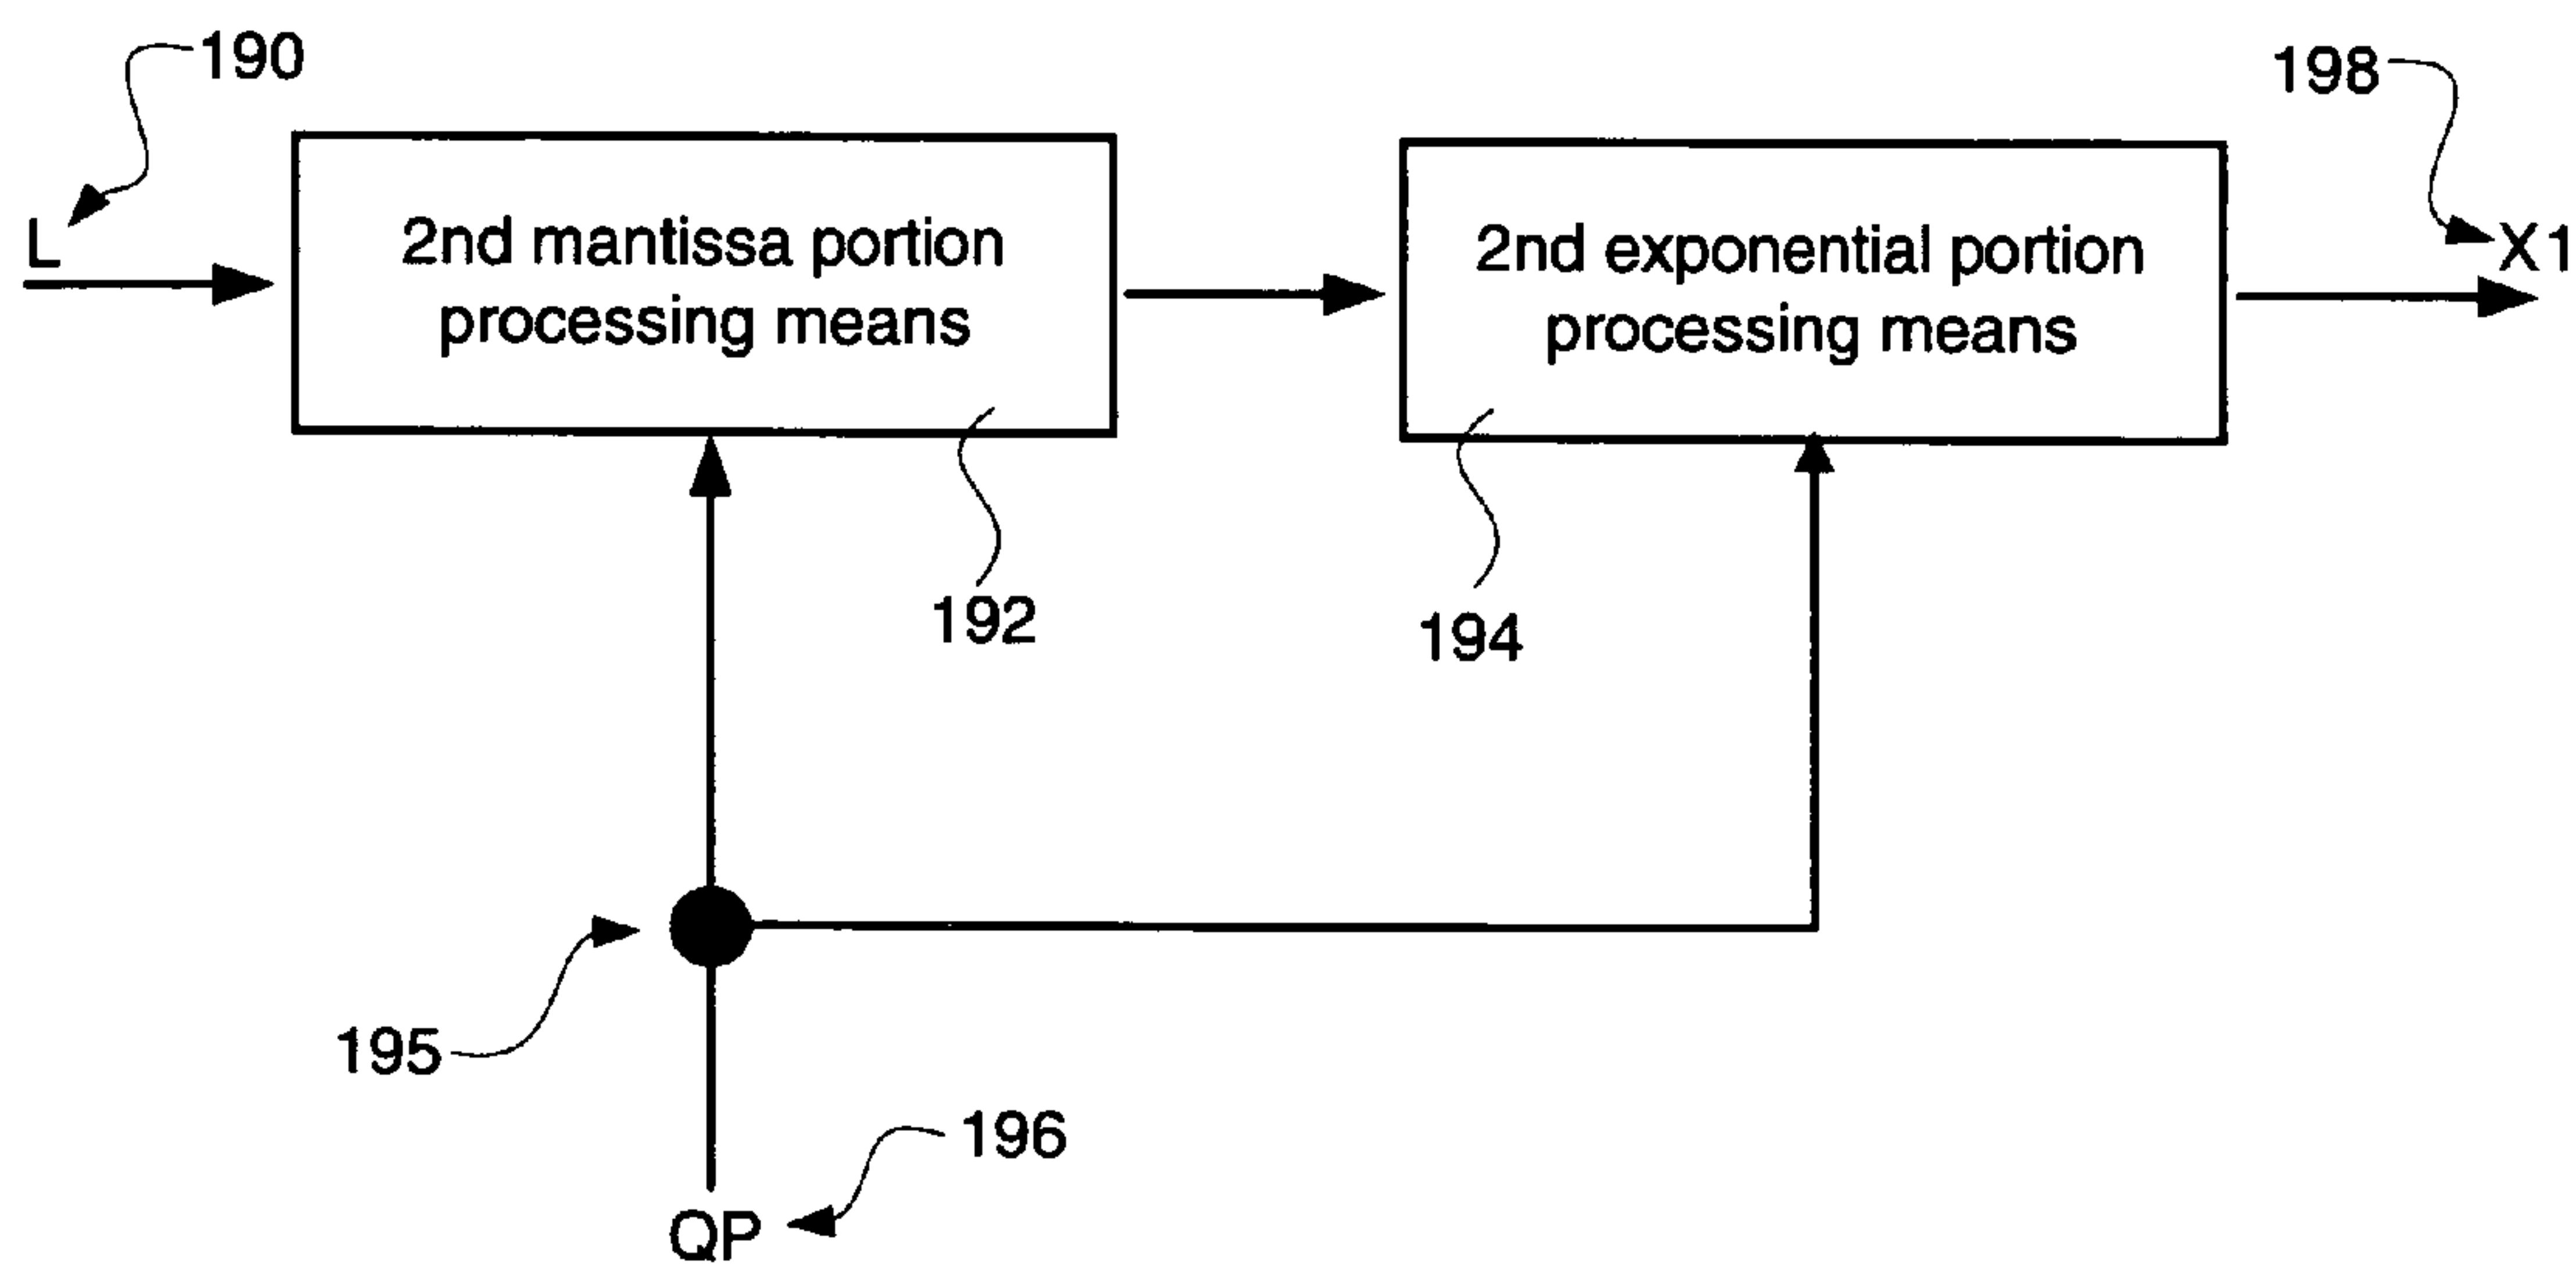 190
198
L
2nd mantissa portion
processing means
2nd exponential portion
processing means
X1
192
194
195
196
QP